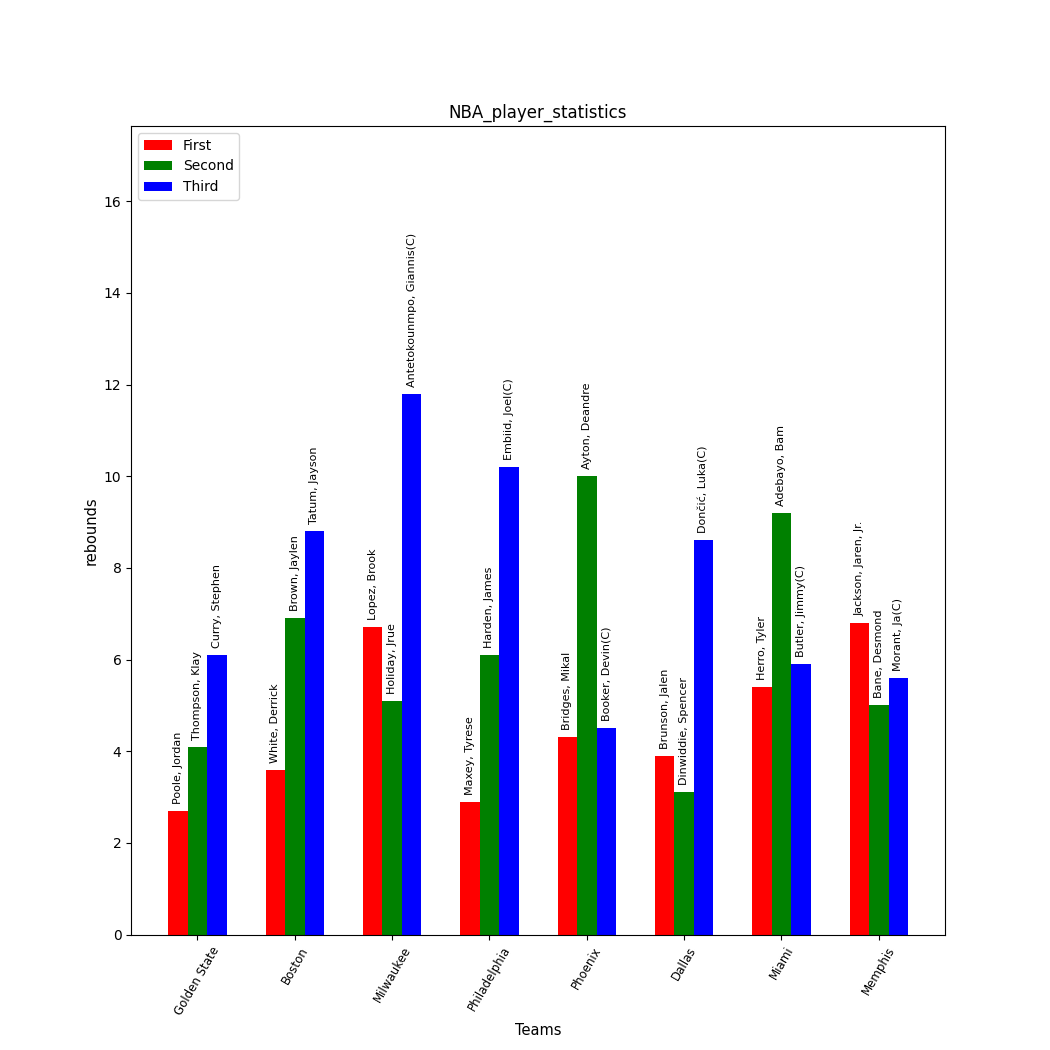 NBA_player_statistics
First
Second
Third
rebounds
16
14
12
10
8
6
4
2
0
Poole, Jordan
Thompson, Klay
Curry, Stephen
White, Derrick
Brown, Jaylen
Tatum, Jayson
Lopez, Brook
Holiday, Jrue
Antetokounmpo, Giannis(C)
Maxey, Tyrese
Harden, James
Embiid, Joel(C)
Bridges, Mikal
Ayton, Deandre
Booker, Devin(C)
Brunson, Jalen
Dinwiddie, Spencer
Dončić, Luka(C)
Herro, Tyler
Adebayo, Bam
Butler, Jimmy(C)
Jackson, Jaren, Jr.
Bane, Desmond
Morant, Ja(C)
Golden State
Boston
Milwaukee
Philadelphia
Phoenix
Dallas
Miami
Memphis
Teams